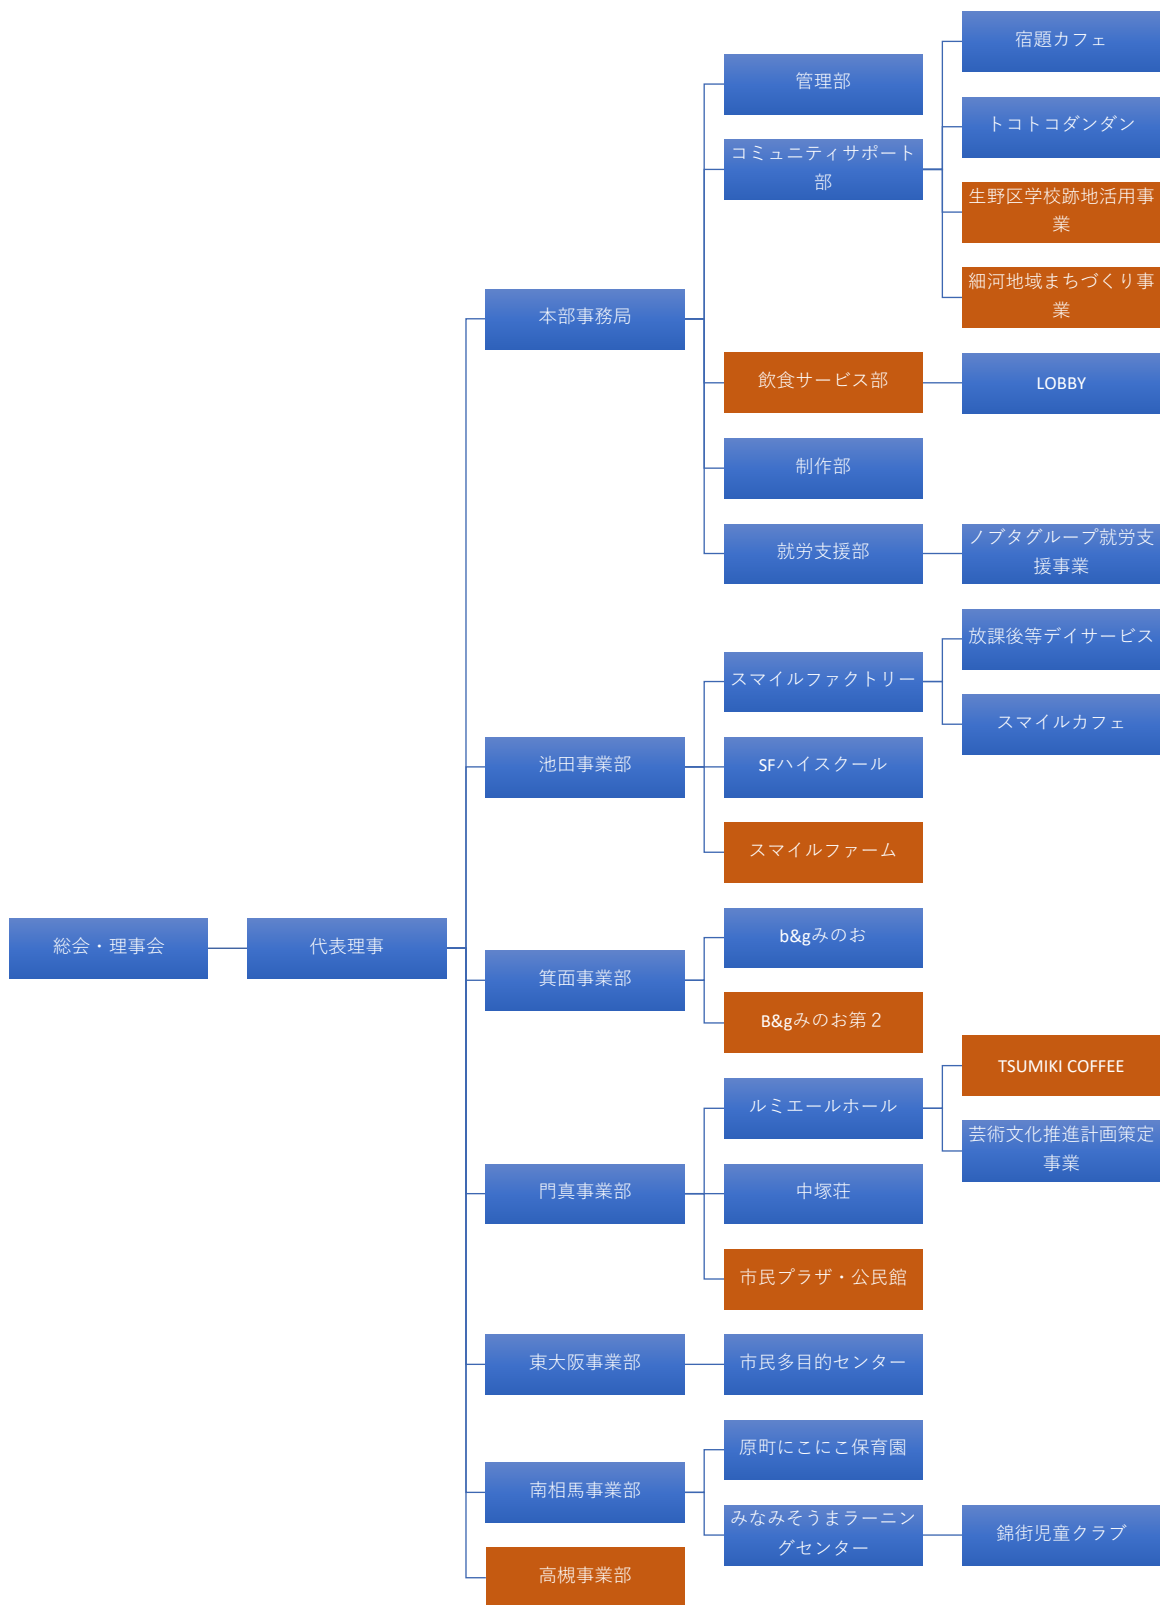 宿題カフェ
管理部
トコトコダンダン
コミュニティサポート
部
生野区学校跡地活用事
業
細河地域まちづくり事
業
本部事務局
飲食サービス部
LOBBY
制作部
就労支援部
ノブタグループ就労支
援事業
放課後等デイサービス
スマイルファクトリー
スマイルカフェ
池田事業部
SFハイスクール
スマイルファーム
総会・理事会
代表理事
b&gみのお
箕面事業部
B&gみのお第２
TSUMIKI COFFEE
ルミエールホール
芸術文化推進計画策定
事業
門真事業部
中塚荘
市民プラザ・公民館
東大阪事業部
市民多目的センター
原町にこにこ保育園
南相馬事業部
みなみそうまラーニン
グセンター
錦街児童クラブ
高槻事業部